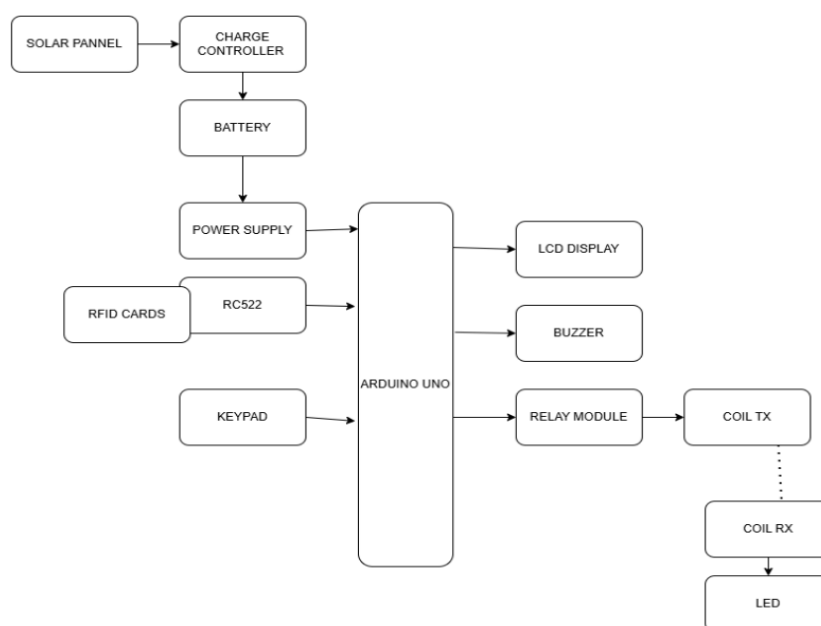 SOLAR PANNEL
CHARGE
CONTROLLER
BATTERY
POWER SUPPLY
LCD DISPLAY
RC522
RFID CARDS
BUZZER
ARDUINO UNO
KEYPAD
RELAY MODULE
COIL TX
COIL RX
LED